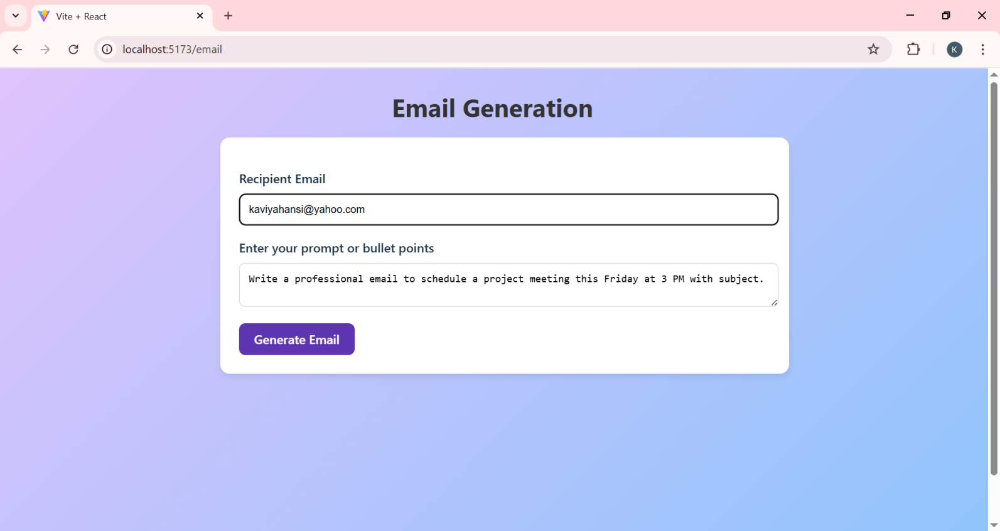 Vite + React
localhost:5173/email
K
Email Generation
Recipient Email
kaviyahansi@yahoo.com
Enter your prompt or bullet points
Write a professional email to schedule a project meeting this Friday at 3 PM with subject.
Generate Email